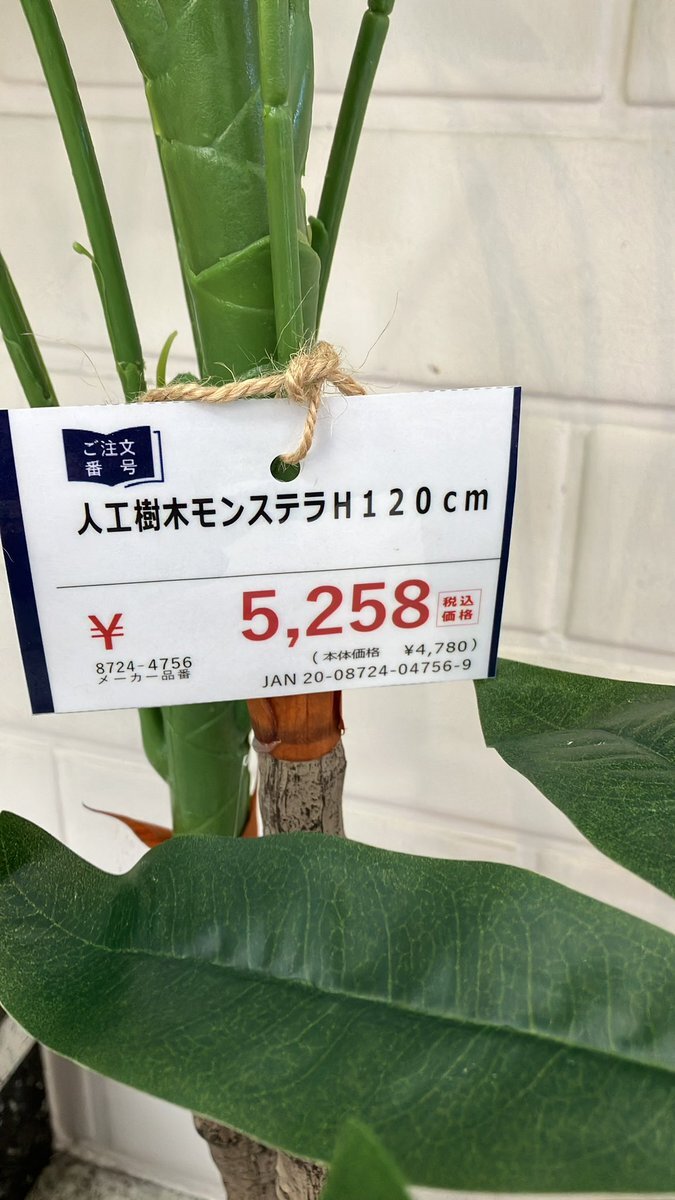 ご注文
番号
人工樹木モンステラH120cm
¥ 5,258 税込価格
(本体価格 ¥4,780)
8724-4756
メーカー品番
JAN 20-08724-04756-9